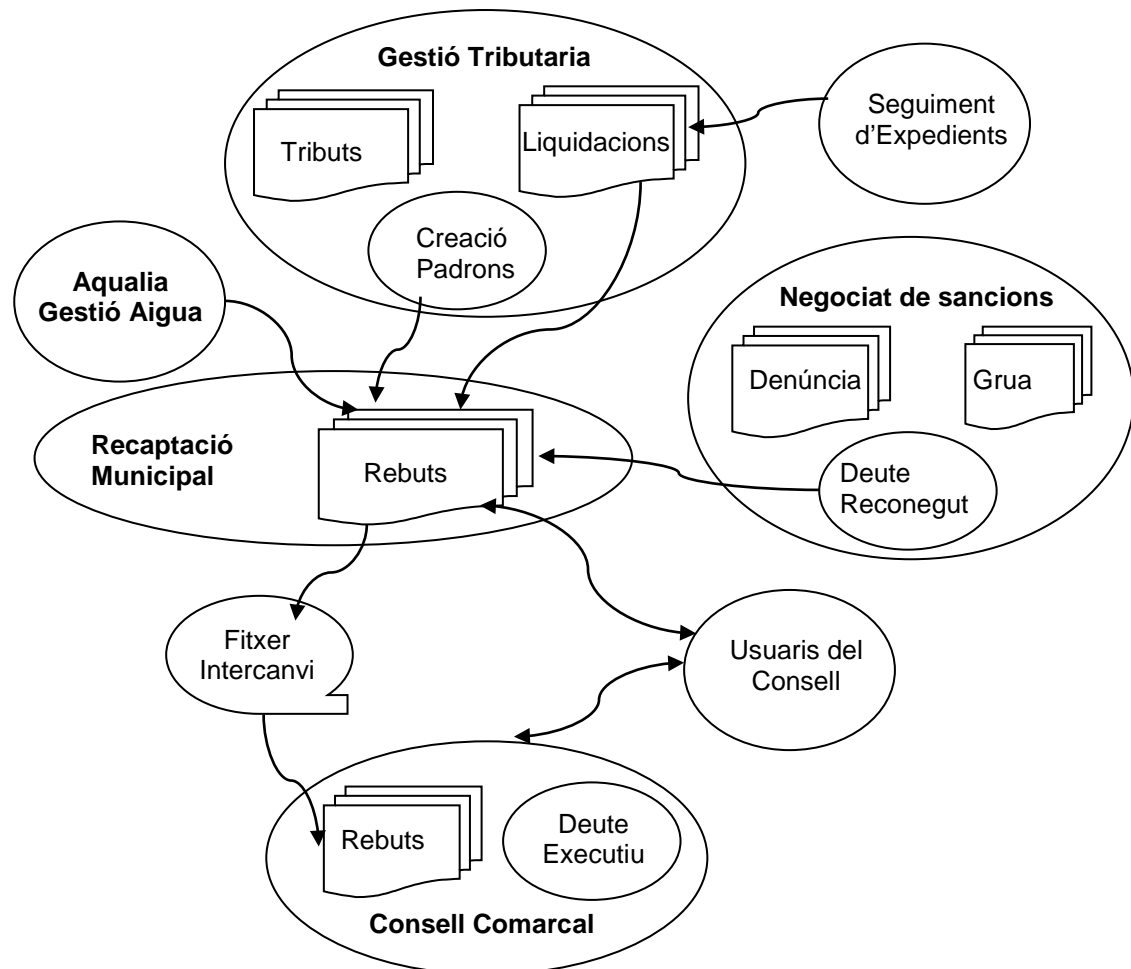 Gestió Tributaria
Tributs
Liquidacions
Creació
Padrons
Seguiment
d'Expedients
Aqualia
Gestió Aigua
Negociat de sancions
Denúncia
Grua
Deute
Reconegut
Recaptació
Municipal
Rebuts
Fitxer
Intercanvi
Usuaris del
Consell
Rebuts
Deute
Executiu
Consell Comarcal